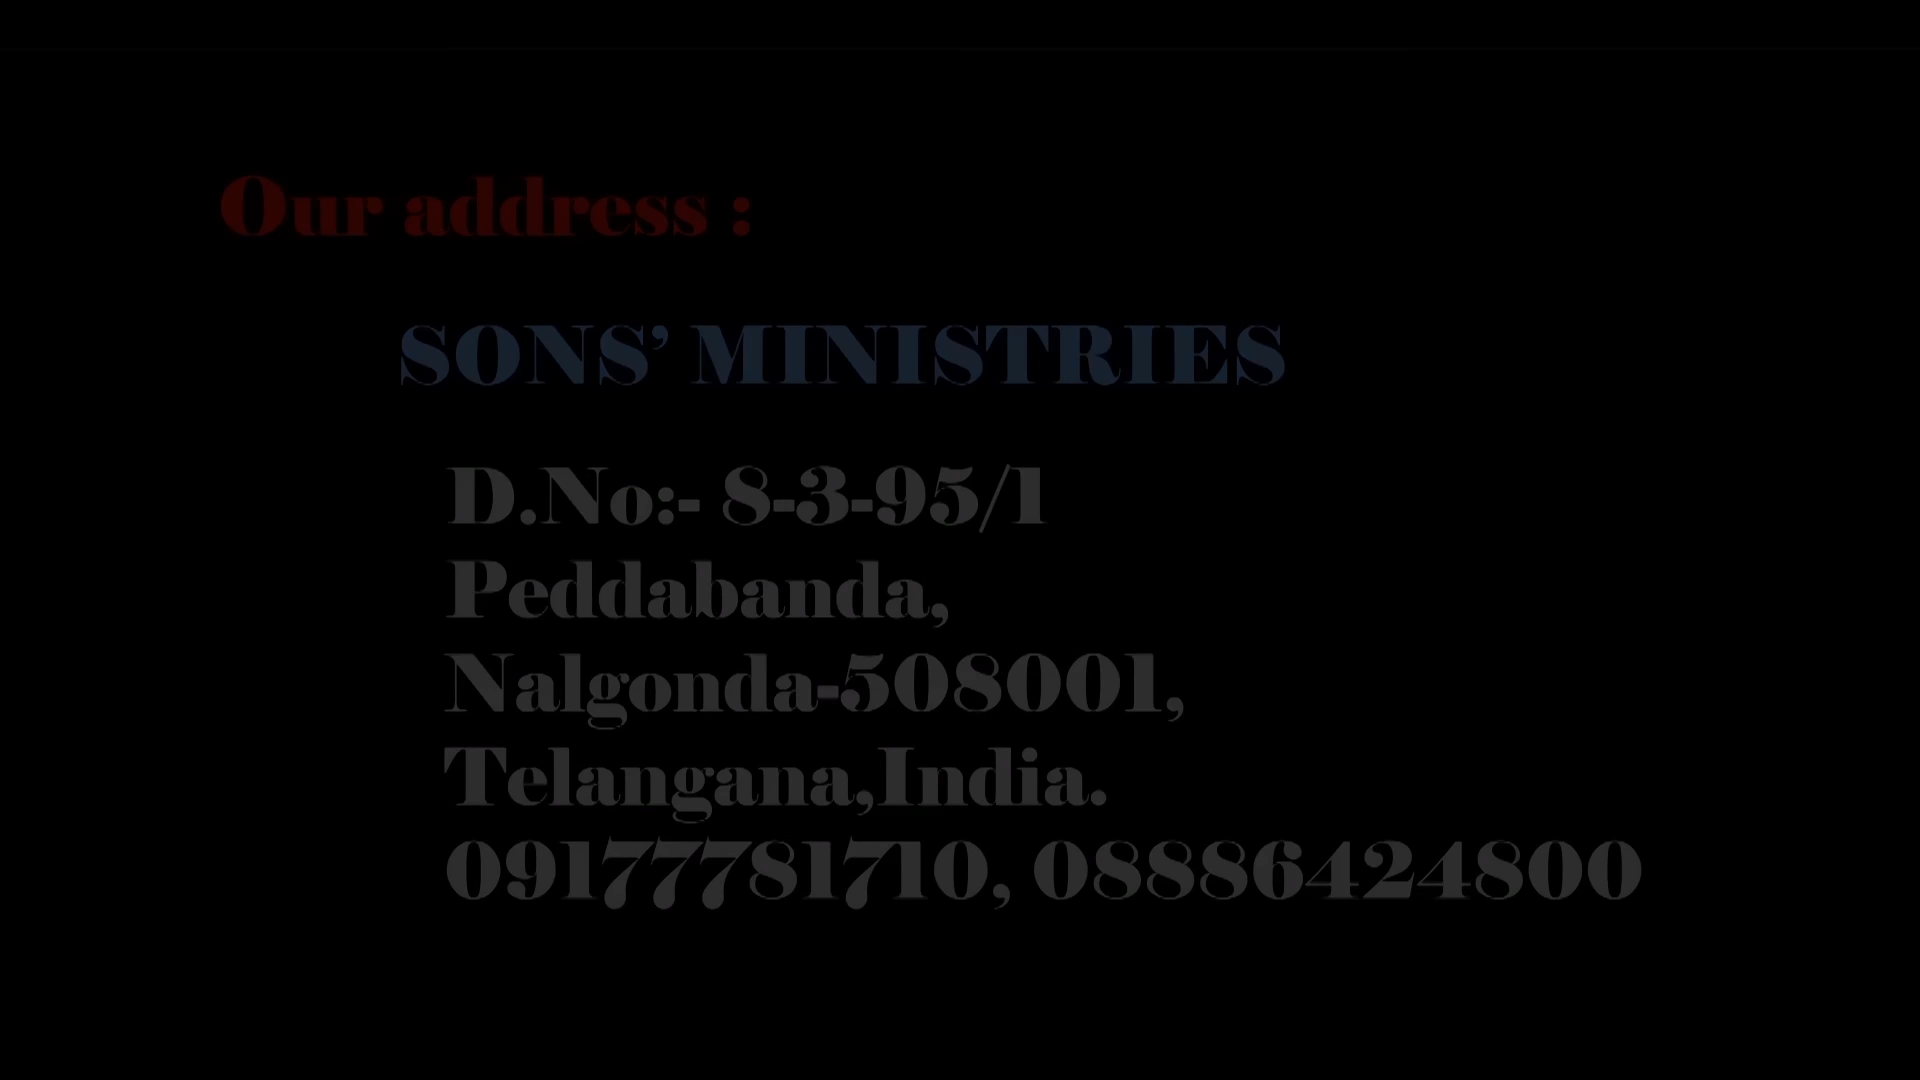 Our address :
SONS’ MINISTRIES
D.No:- 8-3-95/1
Peddabanda,
Nalgonda-508001,
Telangana,India.
09177781710, 08886424800